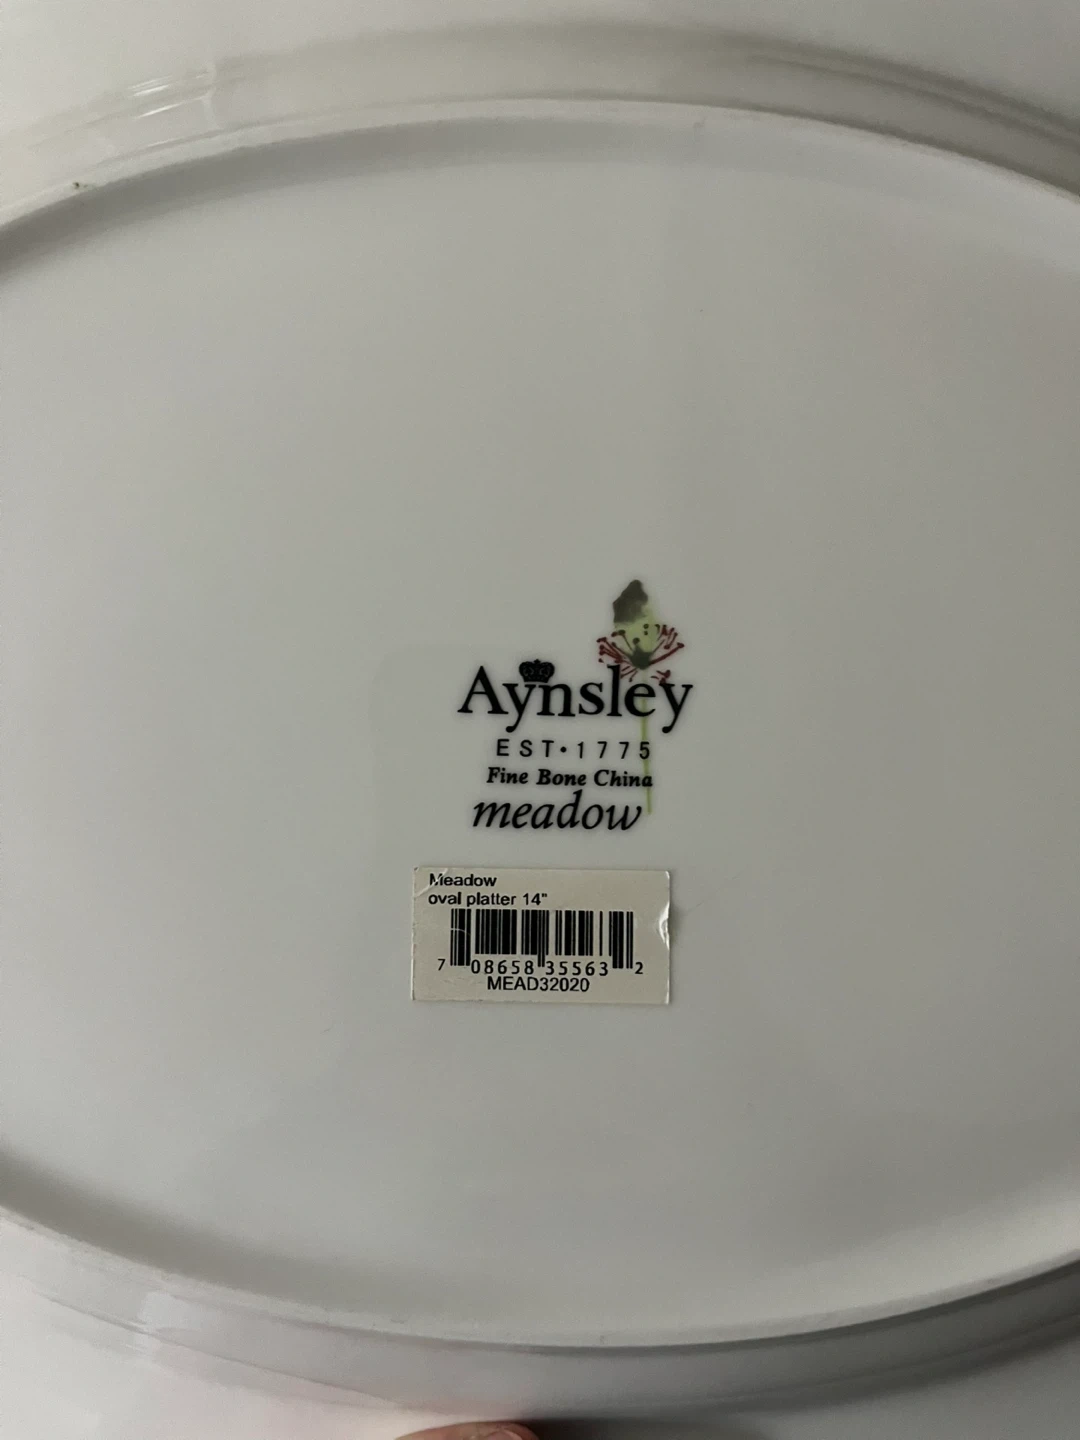 Aynsley
EST·1775
Fine Bone China
meadow
Meadow
oval platter 14"
7 08658 35563 2
MEAD32020